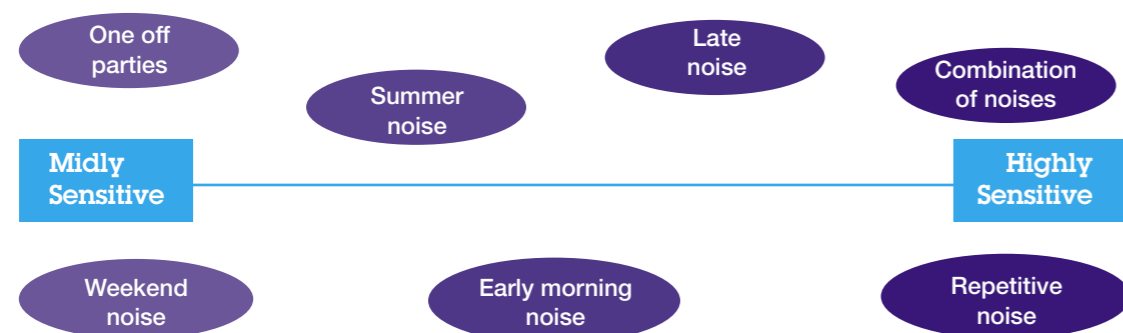 One off
parties
Late
noise
Combination
of noises
Summer
noise
Midly
Sensitive
Highly
Sensitive
Weekend
noise
Early morning
noise
Repetitive
noise